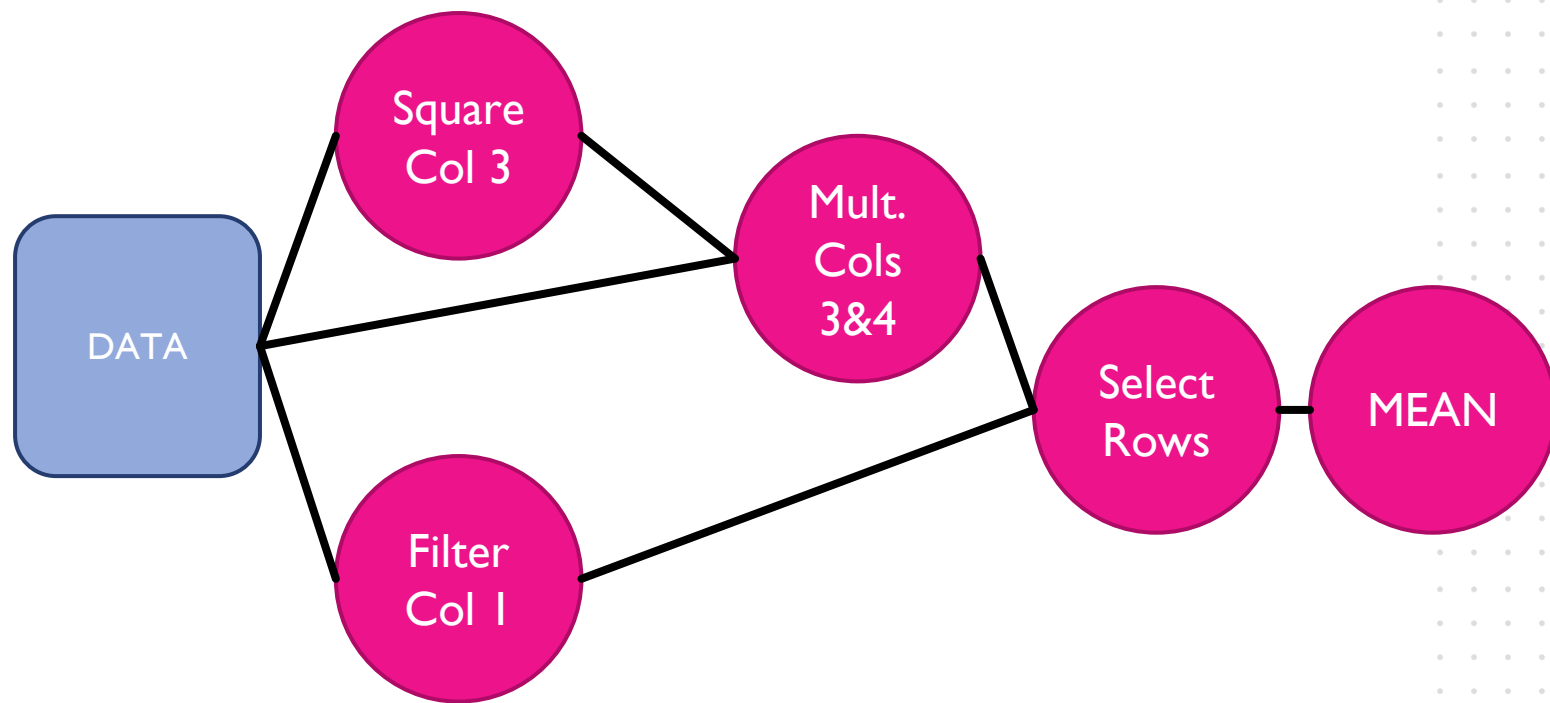 Square
Col 3
Mult.
Cols
3&4
DATA
Select
Rows
MEAN
Filter
Col 1